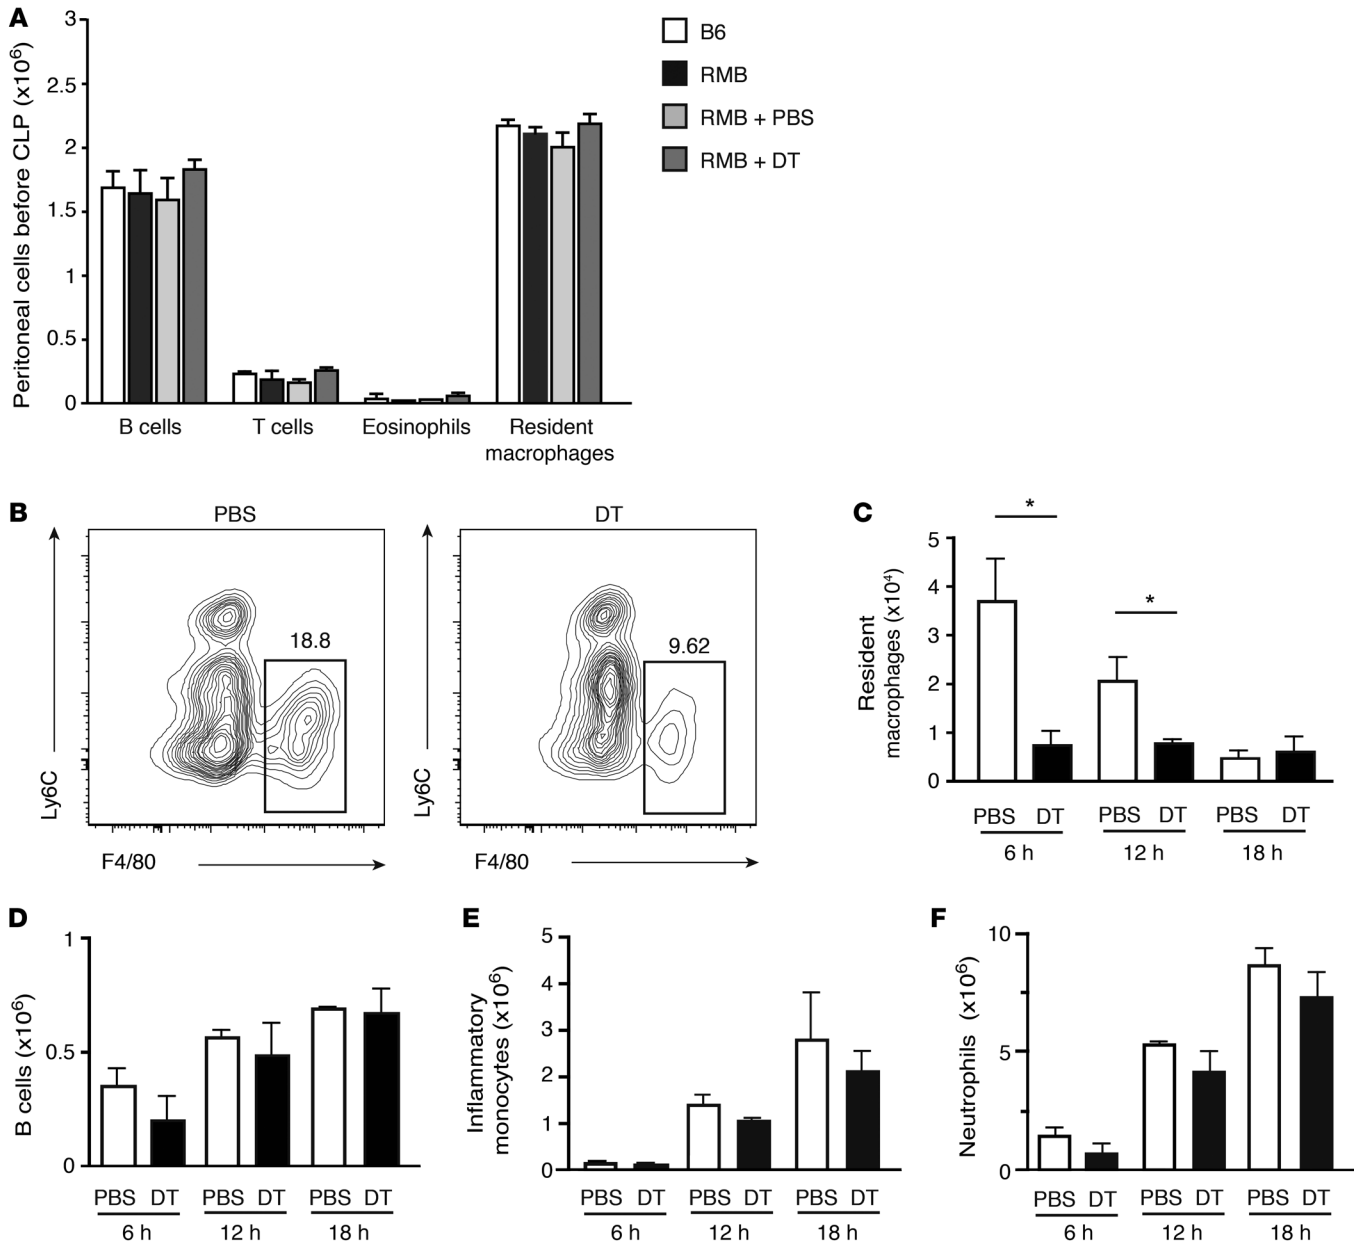 A
Peritoneal cells before CLP (x10⁶)
3
2.5
2
1.5
1
0.5
0
B cells
T cells
Eosinophils
Resident
macrophages
B6
RMB
RMB + PBS
RMB + DT
B
PBS
18.8
Ly6C
F4/80
DT
9.62
Ly6C
F4/80
C
Resident
macrophages (x10⁴)
5
4
3
2
1
0
*
*
PBS DT PBS DT PBS DT
6 h 12 h 18 h
D
B cells (x10⁶)
1
0.5
0
PBS DT PBS DT PBS DT
6 h 12 h 18 h
E
Inflammatory
monocytes (x10⁶)
5
4
3
2
1
0
PBS DT PBS DT PBS DT
6 h 12 h 18 h
F
Neutrophils (x10⁶)
10
5
0
PBS DT PBS DT PBS DT
6 h 12 h 18 h